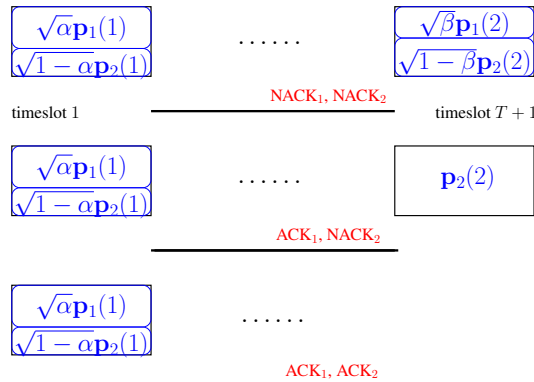 √αp₁(1) ...... √βp₁(2)
√1−αp₂(1) √1−βp₂(2)
NACK₁, NACK₂
timeslot 1 timeslot T + 1
√αp₁(1) ...... p₂(2)
√1−αp₂(1)
ACK₁, NACK₂
√αp₁(1) ......
√1−αp₂(1)
ACK₁, ACK₂